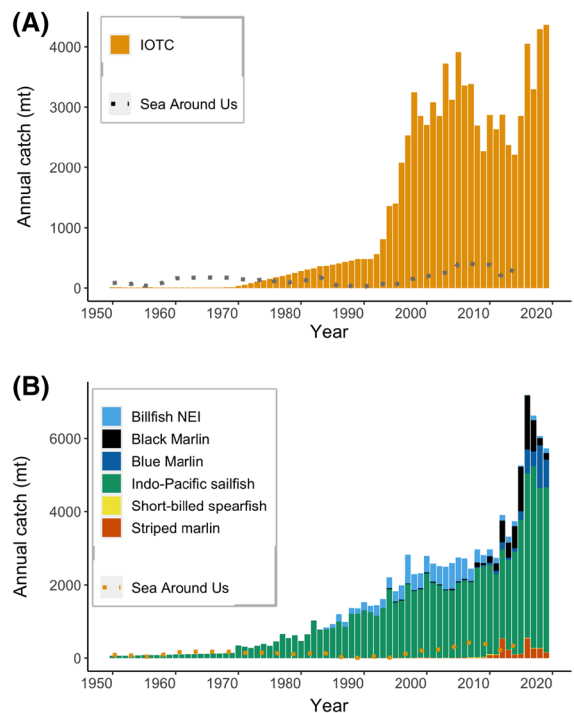 (A)
IOTC
Sea Around Us
Annual catch (mt)
4000
3000
2000
1000
0
1950 1960 1970 1980 1990 2000 2010 2020
Year
(B)
Billfish NEI
Black Marlin
Blue Marlin
Indo-Pacific sailfish
Short-billed spearfish
Striped marlin
Sea Around Us
Annual catch (mt)
6000
4000
2000
0
1950 1960 1970 1980 1990 2000 2010 2020
Year